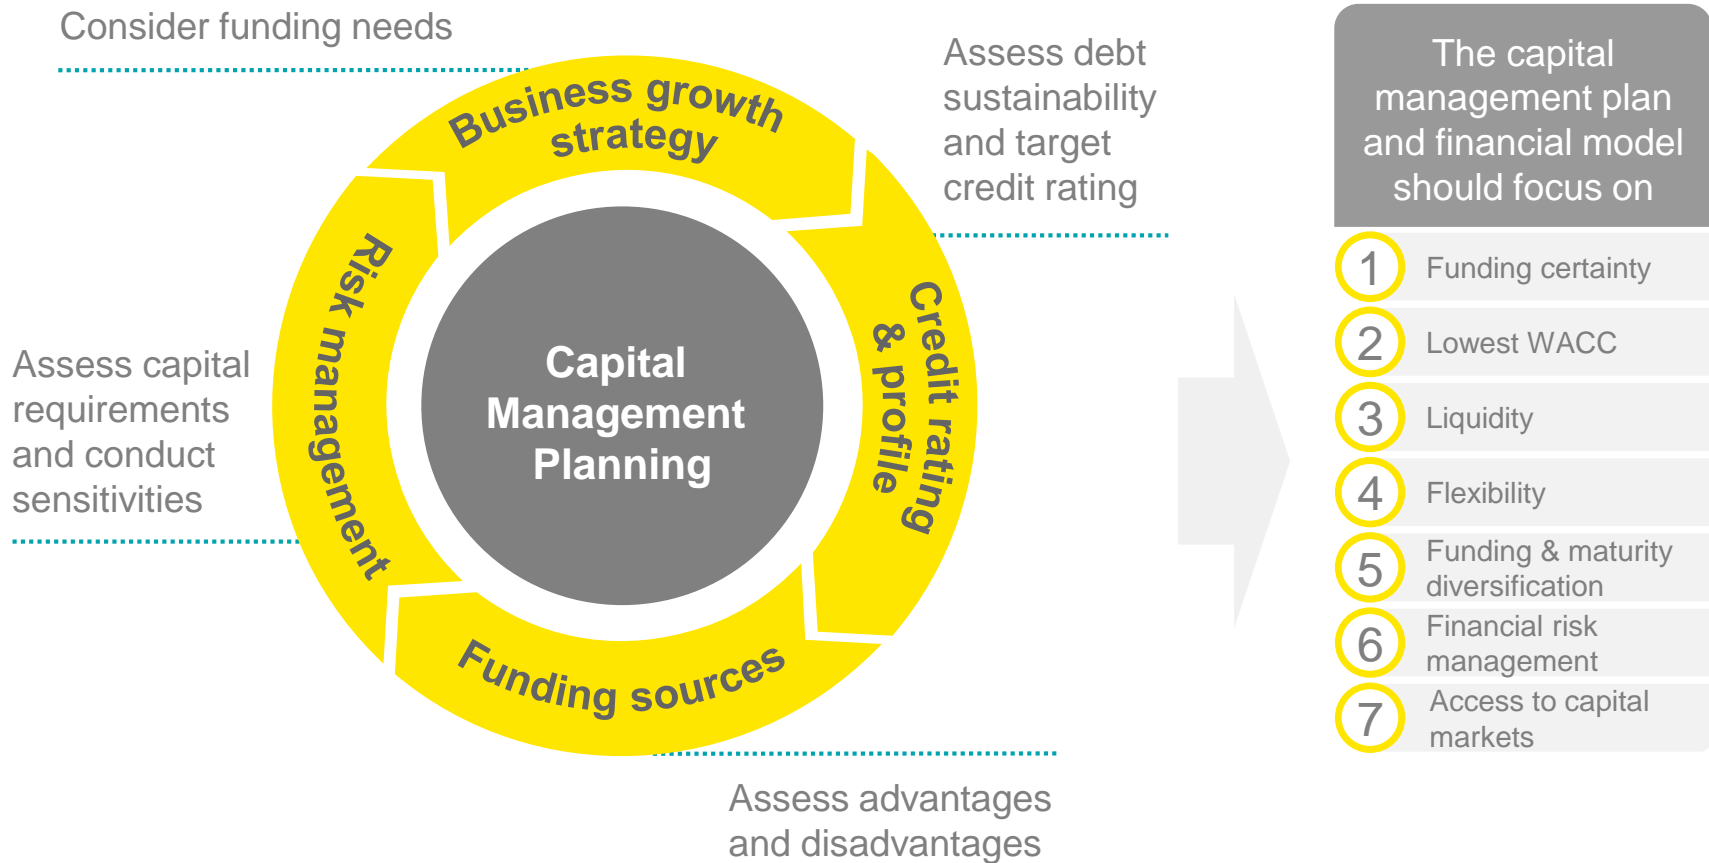 Consider funding needs
Business growth
strategy
Assess debt
sustainability
and target
credit rating
Credit rating
& profile
Capital
Management
Planning
Risk management
Assess capital
requirements
and conduct
sensitivities
Funding sources
Assess advantages
and disadvantages
The capital
management plan
and financial model
should focus on
1 Funding certainty
2 Lowest WACC
3 Liquidity
4 Flexibility
5 Funding & maturity
diversification
6 Financial risk
management
7 Access to capital
markets